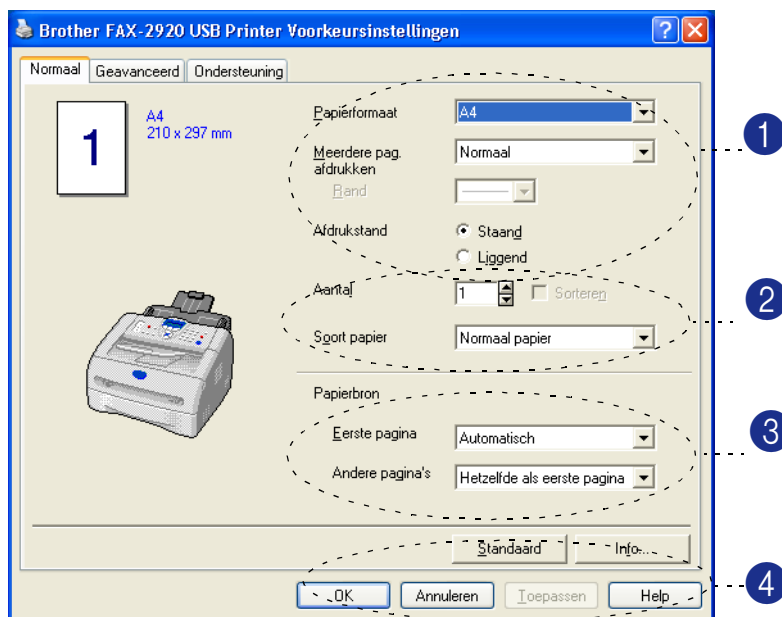 Brother FAX-2920 USB Printer Voorkeursinstellingen
Normaal Geavanceerd Ondersteuning
1
A4
210 x 297 mm
Papierformaat A4
Meerdere pag. afdrukken Normaal
Rand
Afdrukstand Staand
Liggend
1
Aantal 1 Sorteren
Soort papier Normaal papier
2
Papierbron
Eerste pagina Automatisch
Andere pagina's Hetzelfde als eerste pagina
3
Standaard Info...
OK Annuleren Toepassen Help
4